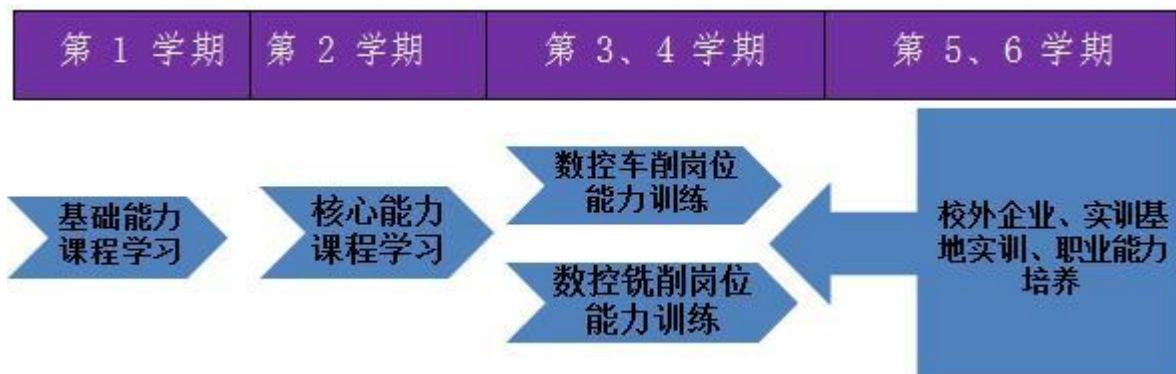 第 1 学期
第 2 学期
第 3、4 学期
第 5、6 学期
基础能力
课程学习
核心能力
课程学习
数控车削岗位
能力训练
数控铣削岗位
能力训练
校外企业、实训基
地实训、职业能力
培养